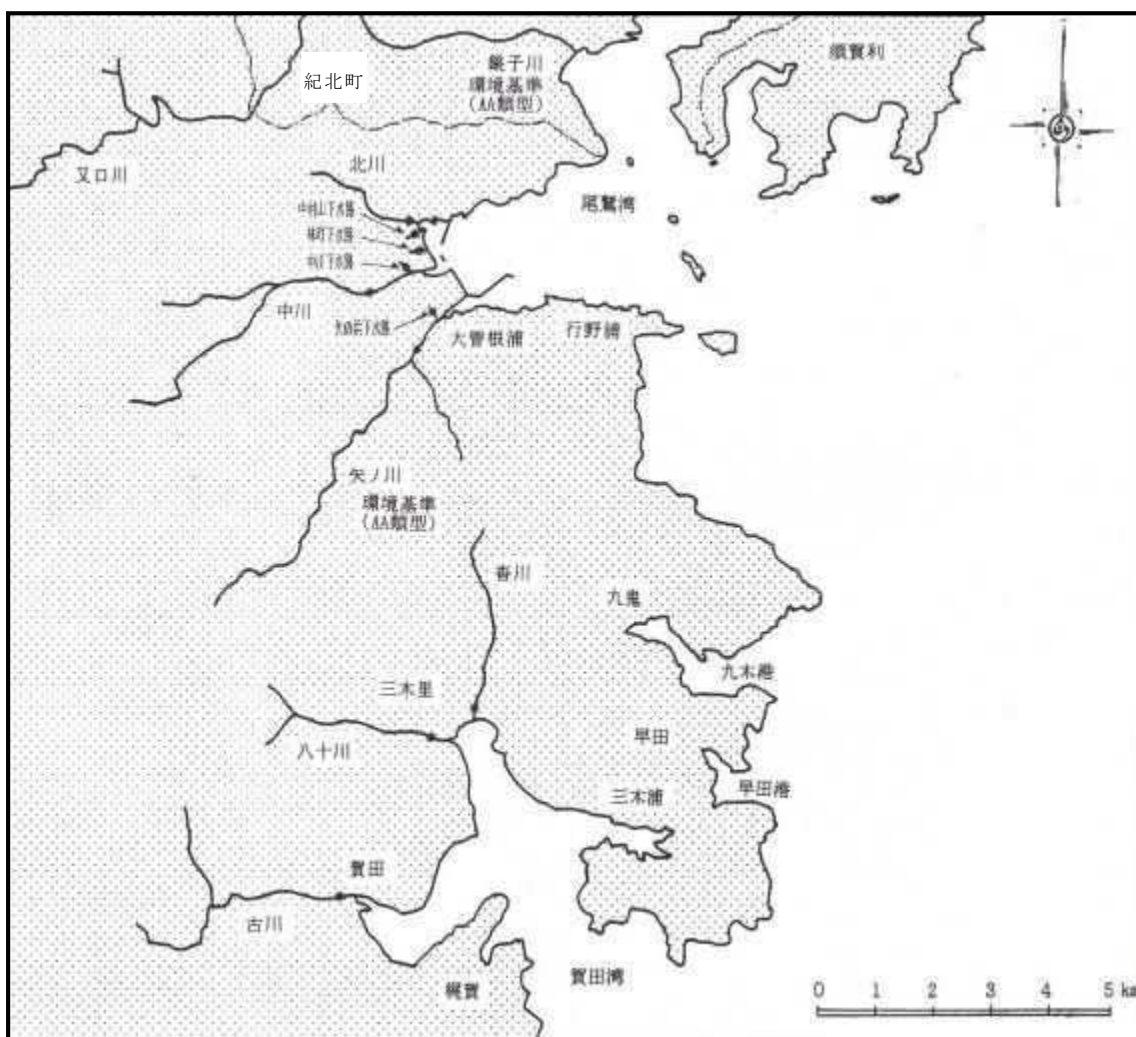 須賀利
銚子川
環境基準
(AA類型)
紀北町
又口川
北川
尾鷲湾
中川
大曽根浦
行野浦
矢ノ川
環境基準
(AA類型)
沓川
九鬼
九木港
三木里
八十川
早田
早田港
三木浦
賀田
古川
賀田湾
梶賀
0 1 2 3 4 5 km